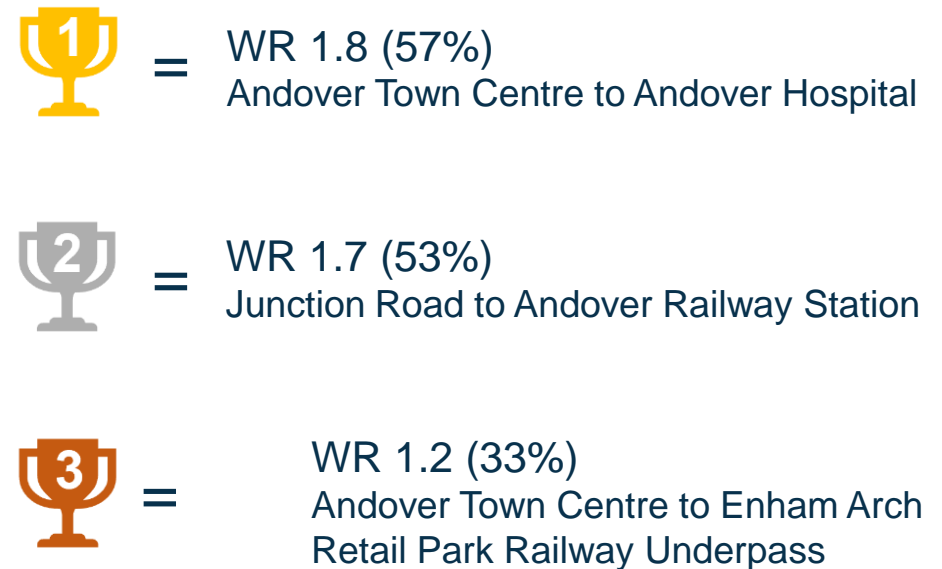 1 = WR 1.8 (57%)
Andover Town Centre to Andover Hospital
2 = WR 1.7 (53%)
Junction Road to Andover Railway Station
3 = WR 1.2 (33%)
Andover Town Centre to Enham Arch
Retail Park Railway Underpass